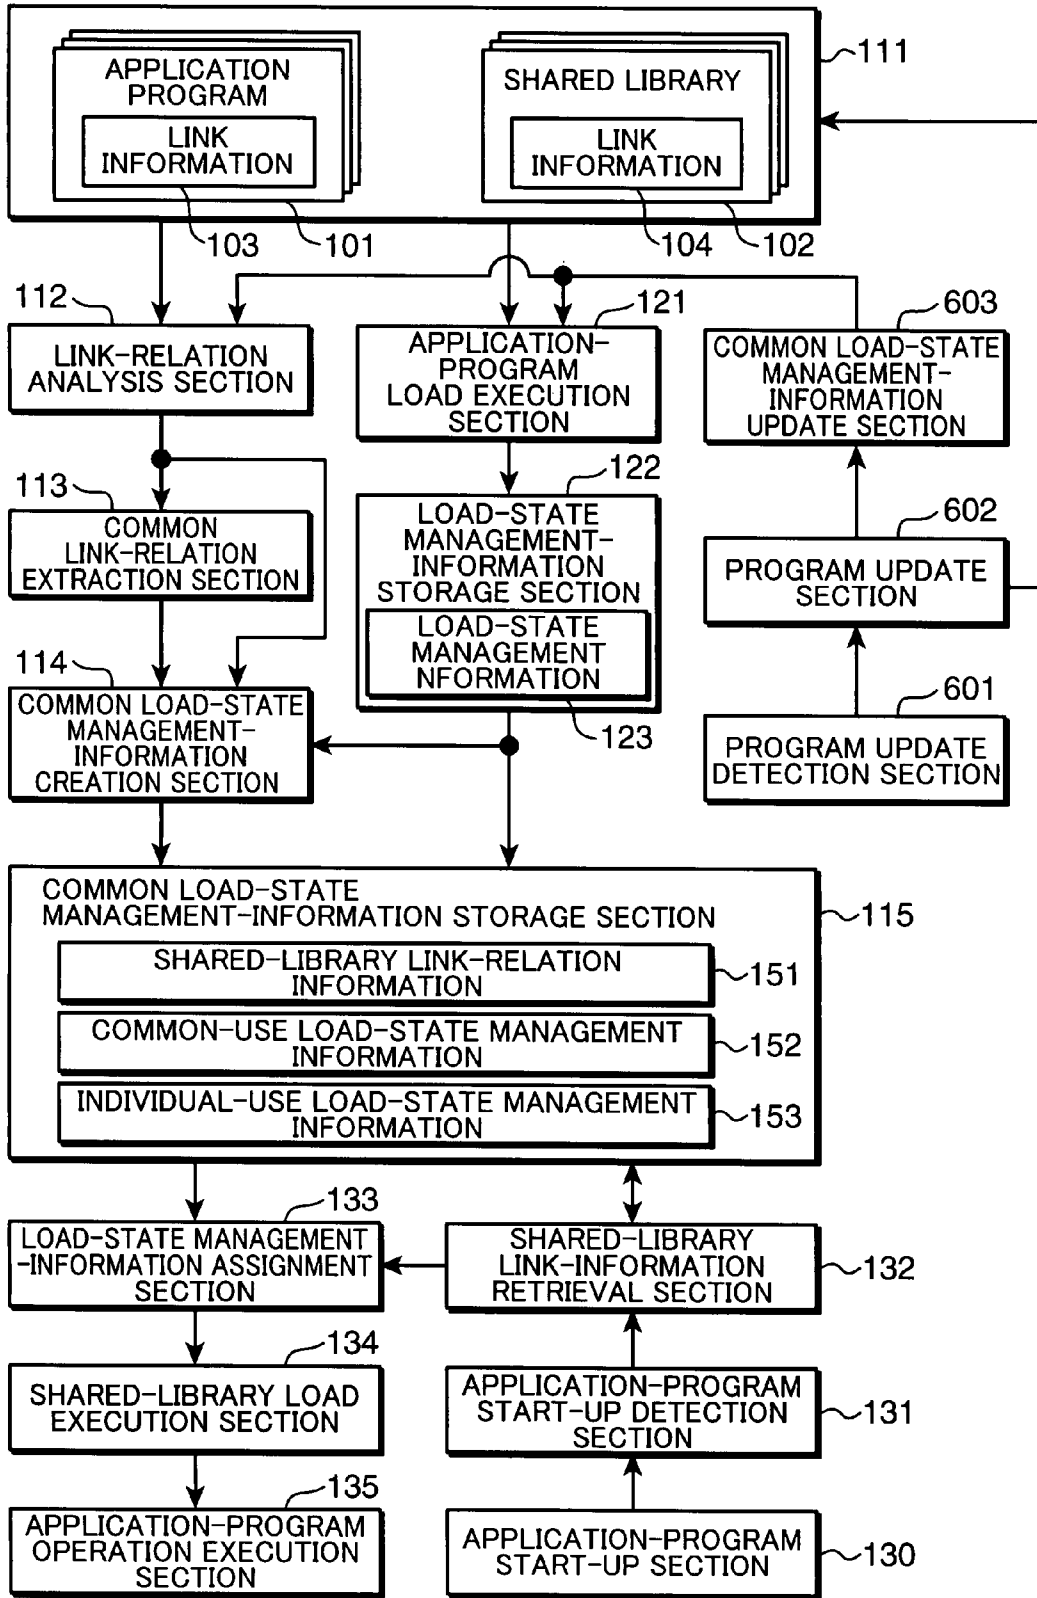 APPLICATION
PROGRAM
LINK
INFORMATION
SHARED LIBRARY
LINK
INFORMATION
111
103
101
104
102
112
LINK-RELATION
ANALYSIS SECTION
121
APPLICATION-
PROGRAM
LOAD EXECUTION
SECTION
603
COMMON LOAD-STATE
MANAGEMENT-
INFORMATION
UPDATE SECTION
113
COMMON
LINK-RELATION
EXTRACTION SECTION
122
LOAD-STATE
MANAGEMENT-
INFORMATION
STORAGE SECTION
LOAD-STATE
MANAGEMENT
NFORMATION
123
602
PROGRAM UPDATE
SECTION
114
COMMON LOAD-STATE
MANAGEMENT-
INFORMATION
CREATION SECTION
601
PROGRAM UPDATE
DETECTION SECTION
COMMON LOAD-STATE
MANAGEMENT-INFORMATION STORAGE SECTION
115
SHARED-LIBRARY LINK-RELATION
INFORMATION
151
COMMON-USE LOAD-STATE MANAGEMENT
INFORMATION
152
INDIVIDUAL-USE LOAD-STATE MANAGEMENT
INFORMATION
153
133
LOAD-STATE MANAGEMENT
-INFORMATION ASSIGNMENT
SECTION
SHARED-LIBRARY
LINK-INFORMATION
RETRIEVAL SECTION
132
134
SHARED-LIBRARY LOAD
EXECUTION SECTION
APPLICATION-PROGRAM
START-UP DETECTION
SECTION
131
135
APPLICATION-PROGRAM
OPERATION EXECUTION
SECTION
APPLICATION-PROGRAM
START-UP SECTION
130